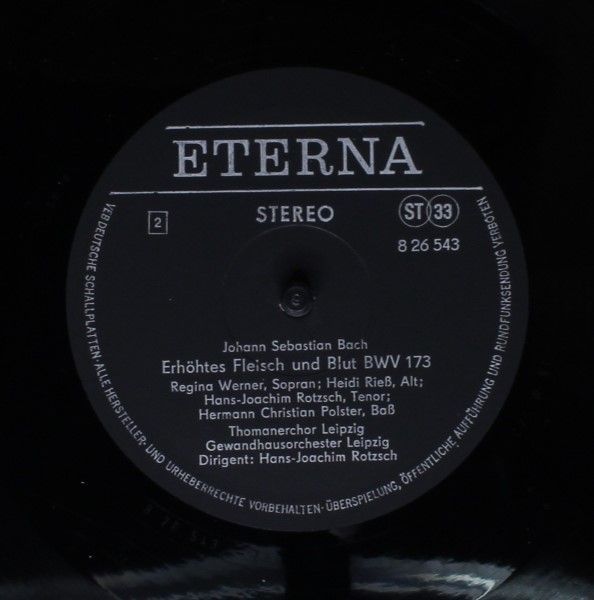 ETERNA
2
STEREO
ST 33
8 26 543
Johann Sebastian Bach
Erhöhtes Fleisch und Blut BWV 173
Regina Werner, Sopran; Heidi Rieß, Alt;
Hans-Joachim Rotzsch, Tenor;
Hermann Christian Polster, Baß
Thomanerchor Leipzig
Gewandhausorchester Leipzig
Dirigent: Hans-Joachim Rotzsch
VEB DEUTSCHE SCHALLPLATTEN·ALLE HERSTELLER- UND URHEBERRECHTE VORBEHALTEN·ÜBERSPIELUNG, ÖFFENTLICHE AUFFÜHRUNG UND RUNDFUNKSENDUNG VERBOTEN